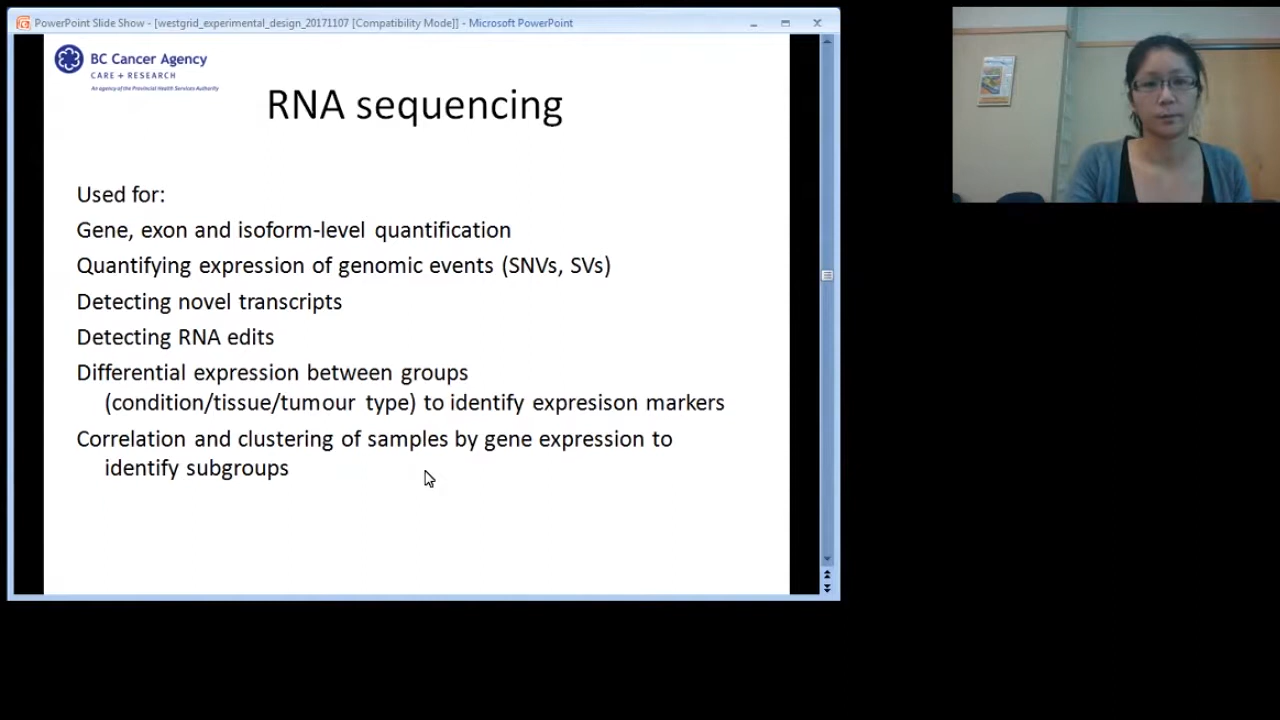 PowerPoint Slide Show - [westgrid_experimental_design_20171107 [Compatibility Mode]] - Microsoft PowerPoint
BC Cancer Agency
CARE + RESEARCH
An agency of the Provincial Health Services Authority
RNA sequencing
Used for:
Gene, exon and isoform-level quantification
Quantifying expression of genomic events (SNVs, SVs)
Detecting novel transcripts
Detecting RNA edits
Differential expression between groups
(condition/tissue/tumour type) to identify expresison markers
Correlation and clustering of samples by gene expression to
identify subgroups